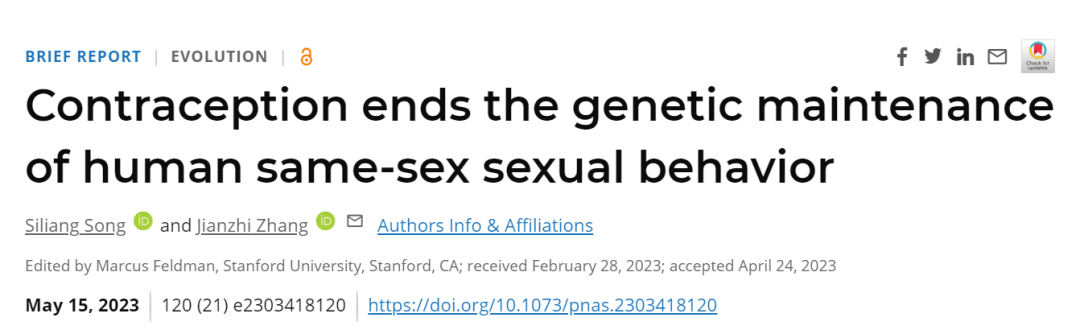 BRIEF REPORT | EVOLUTION |
Check for updates
Contraception ends the genetic maintenance
of human same-sex sexual behavior
Siliang Song iD and Jianzhi Zhang iD Authors Info & Affiliations
Edited by Marcus Feldman, Stanford University, Stanford, CA; received February 28, 2023; accepted April 24, 2023
May 15, 2023 | 120 (21) e2303418120 | https://doi.org/10.1073/pnas.2303418120